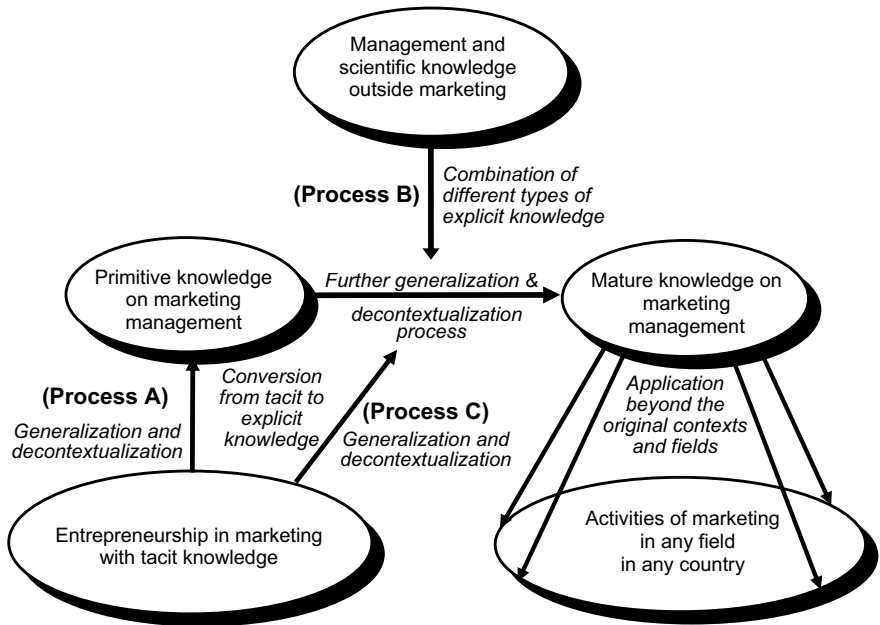 Management and
scientific knowledge
outside marketing
(Process B)
Combination of
different types of
explicit knowledge
Primitive knowledge
on marketing
management
Further generalization &
decontextualization
process
Mature knowledge on
marketing
management
(Process A)
Generalization and
decontextualization
Conversion
from tacit to
explicit
knowledge
(Process C)
Generalization and
decontextualization
Application
beyond the
original contexts
and fields
Entrepreneurship in marketing
with tacit knowledge
Activities of marketing
in any field
in any country